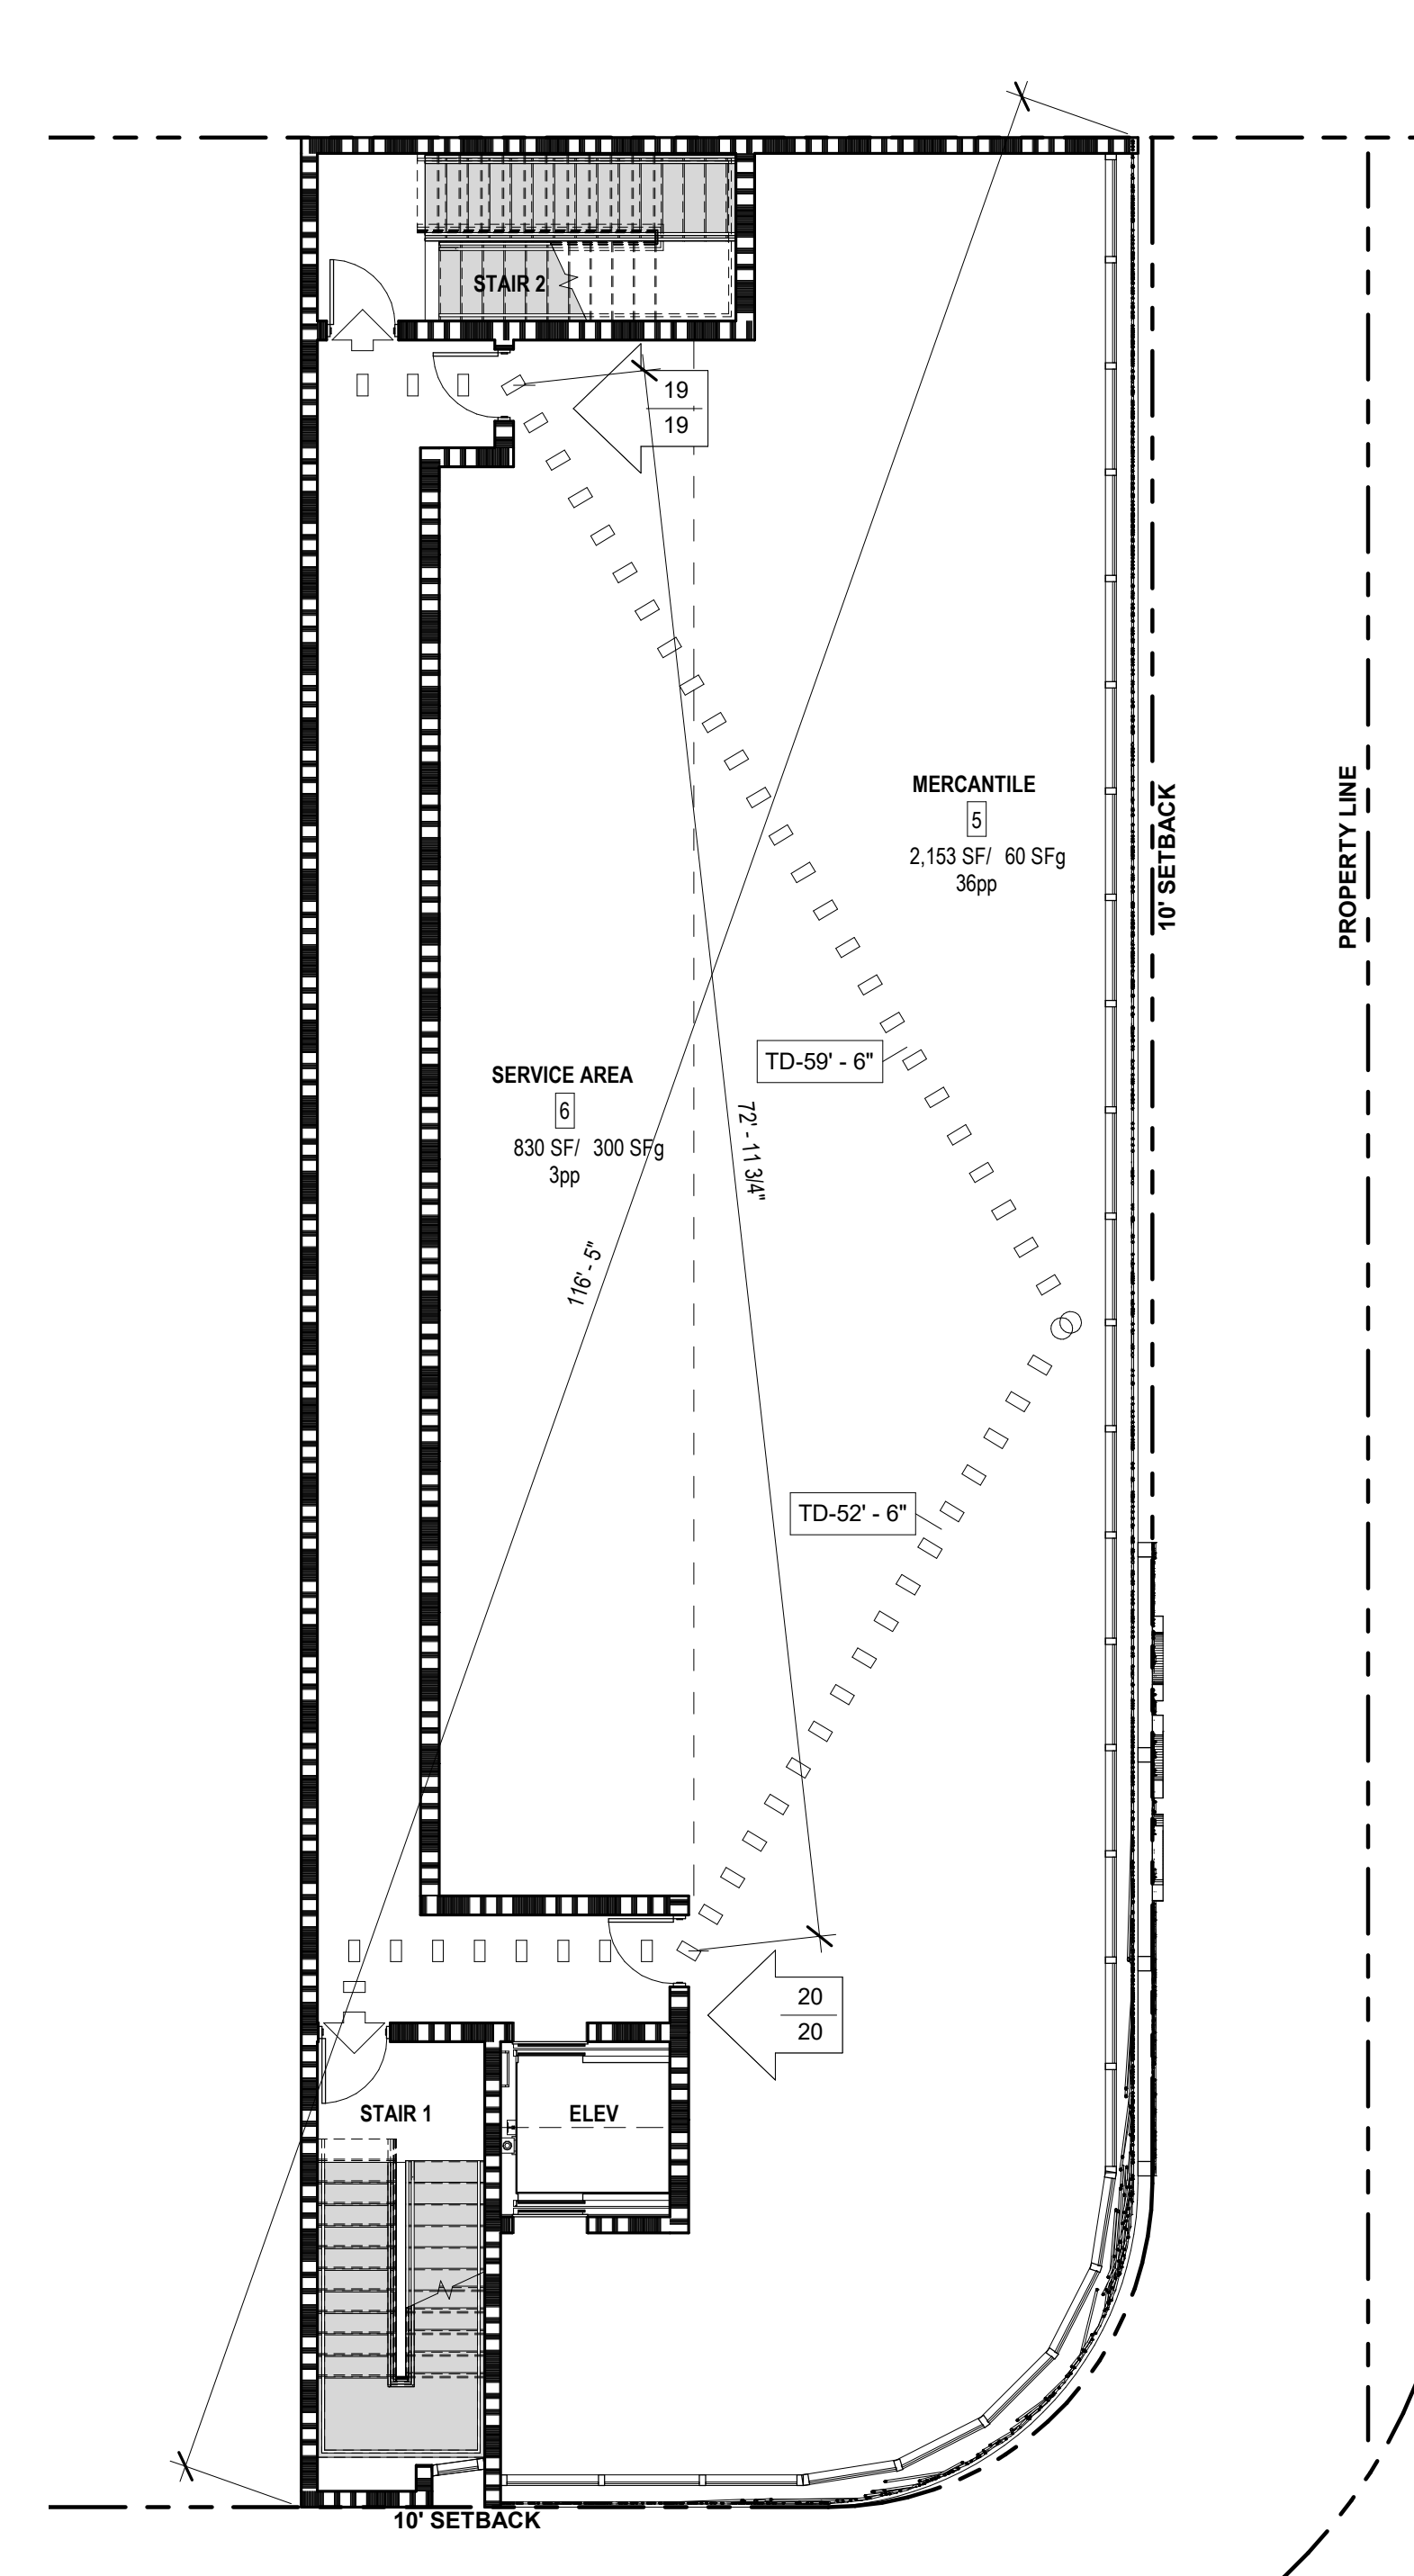 STAIR 2
19
19
MERCANTILE
5
2,153 SF/ 60 SFg
36pp
10' SETBACK
PROPERTY LINE
TD-59' - 6"
SERVICE AREA
6
830 SF/ 300 SFg
3pp
72' - 11 3/4"
116' - 5"
TD-52' - 6"
20
20
STAIR 1
ELEV
10' SETBACK